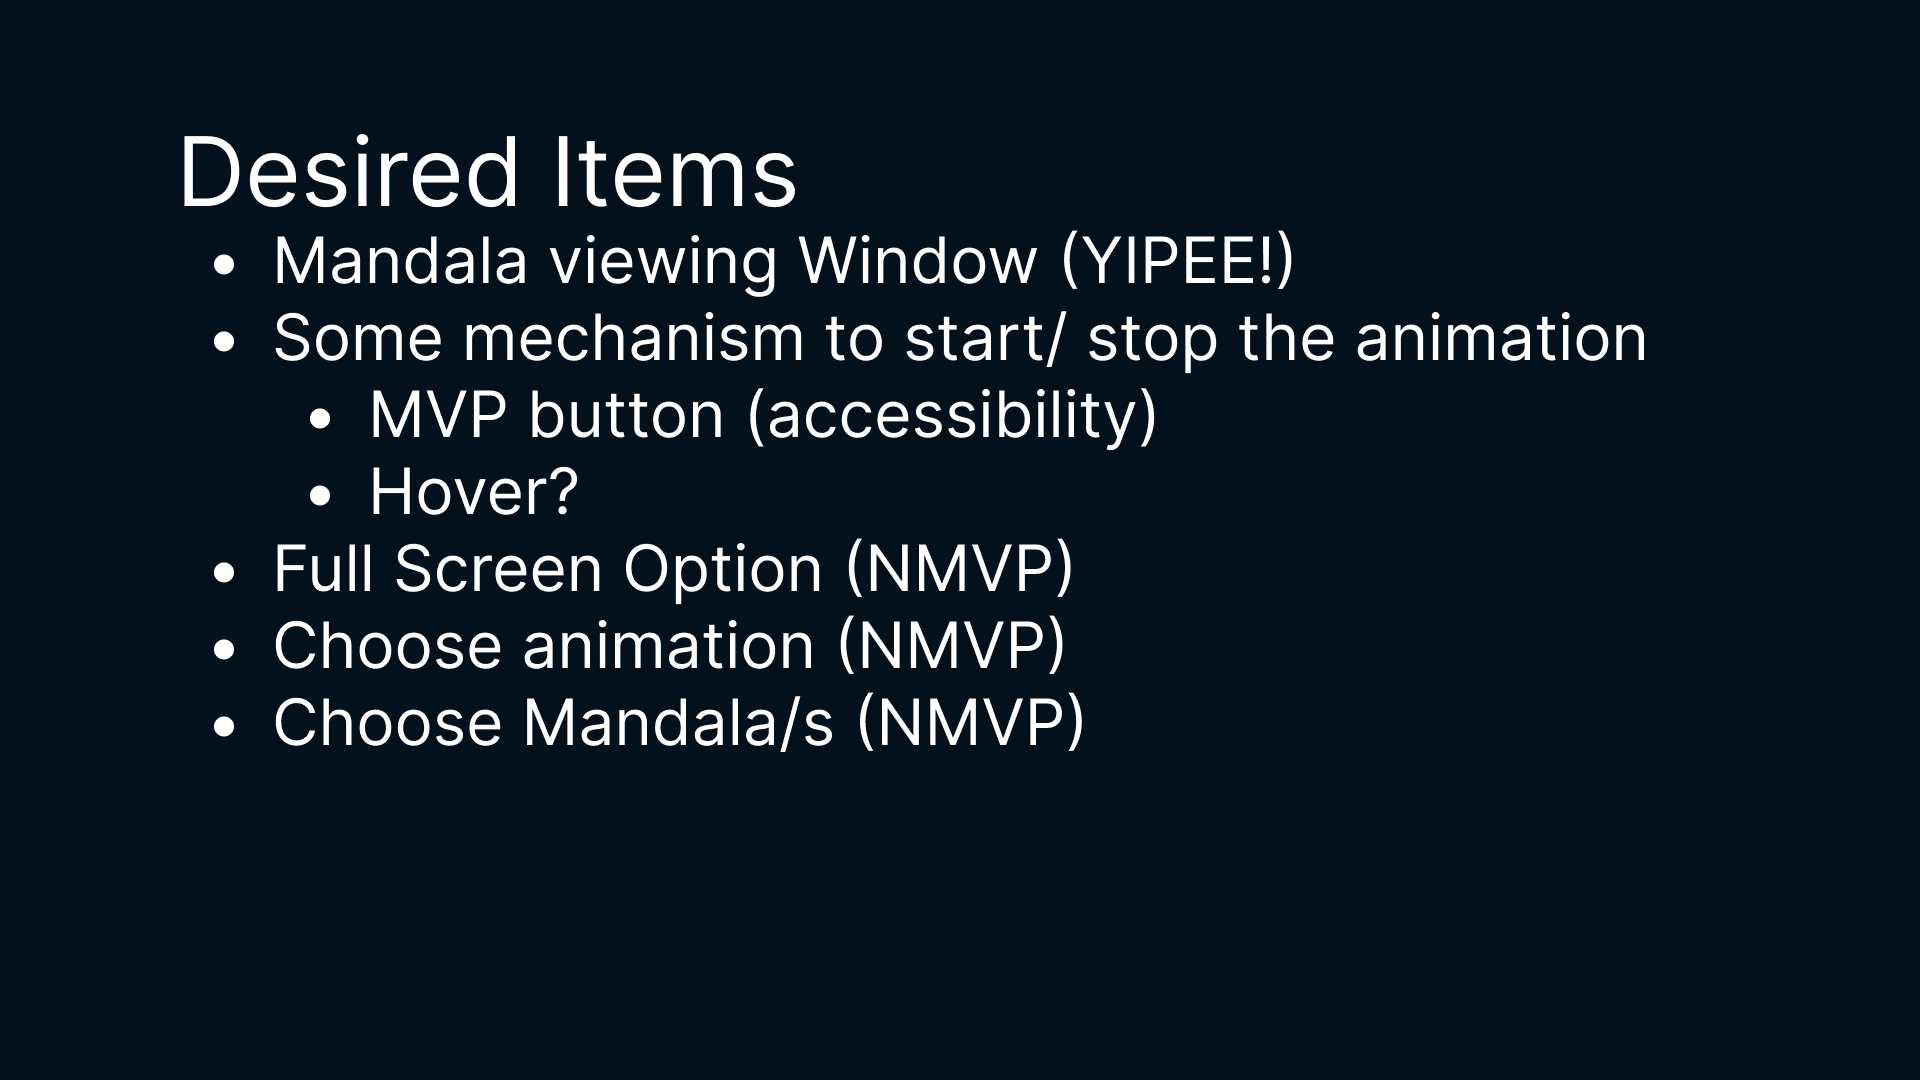 Desired Items
• Mandala viewing Window (YIPEE!)
• Some mechanism to start/ stop the animation
• MVP button (accessibility)
• Hover?
• Full Screen Option (NMVP)
• Choose animation (NMVP)
• Choose Mandala/s (NMVP)